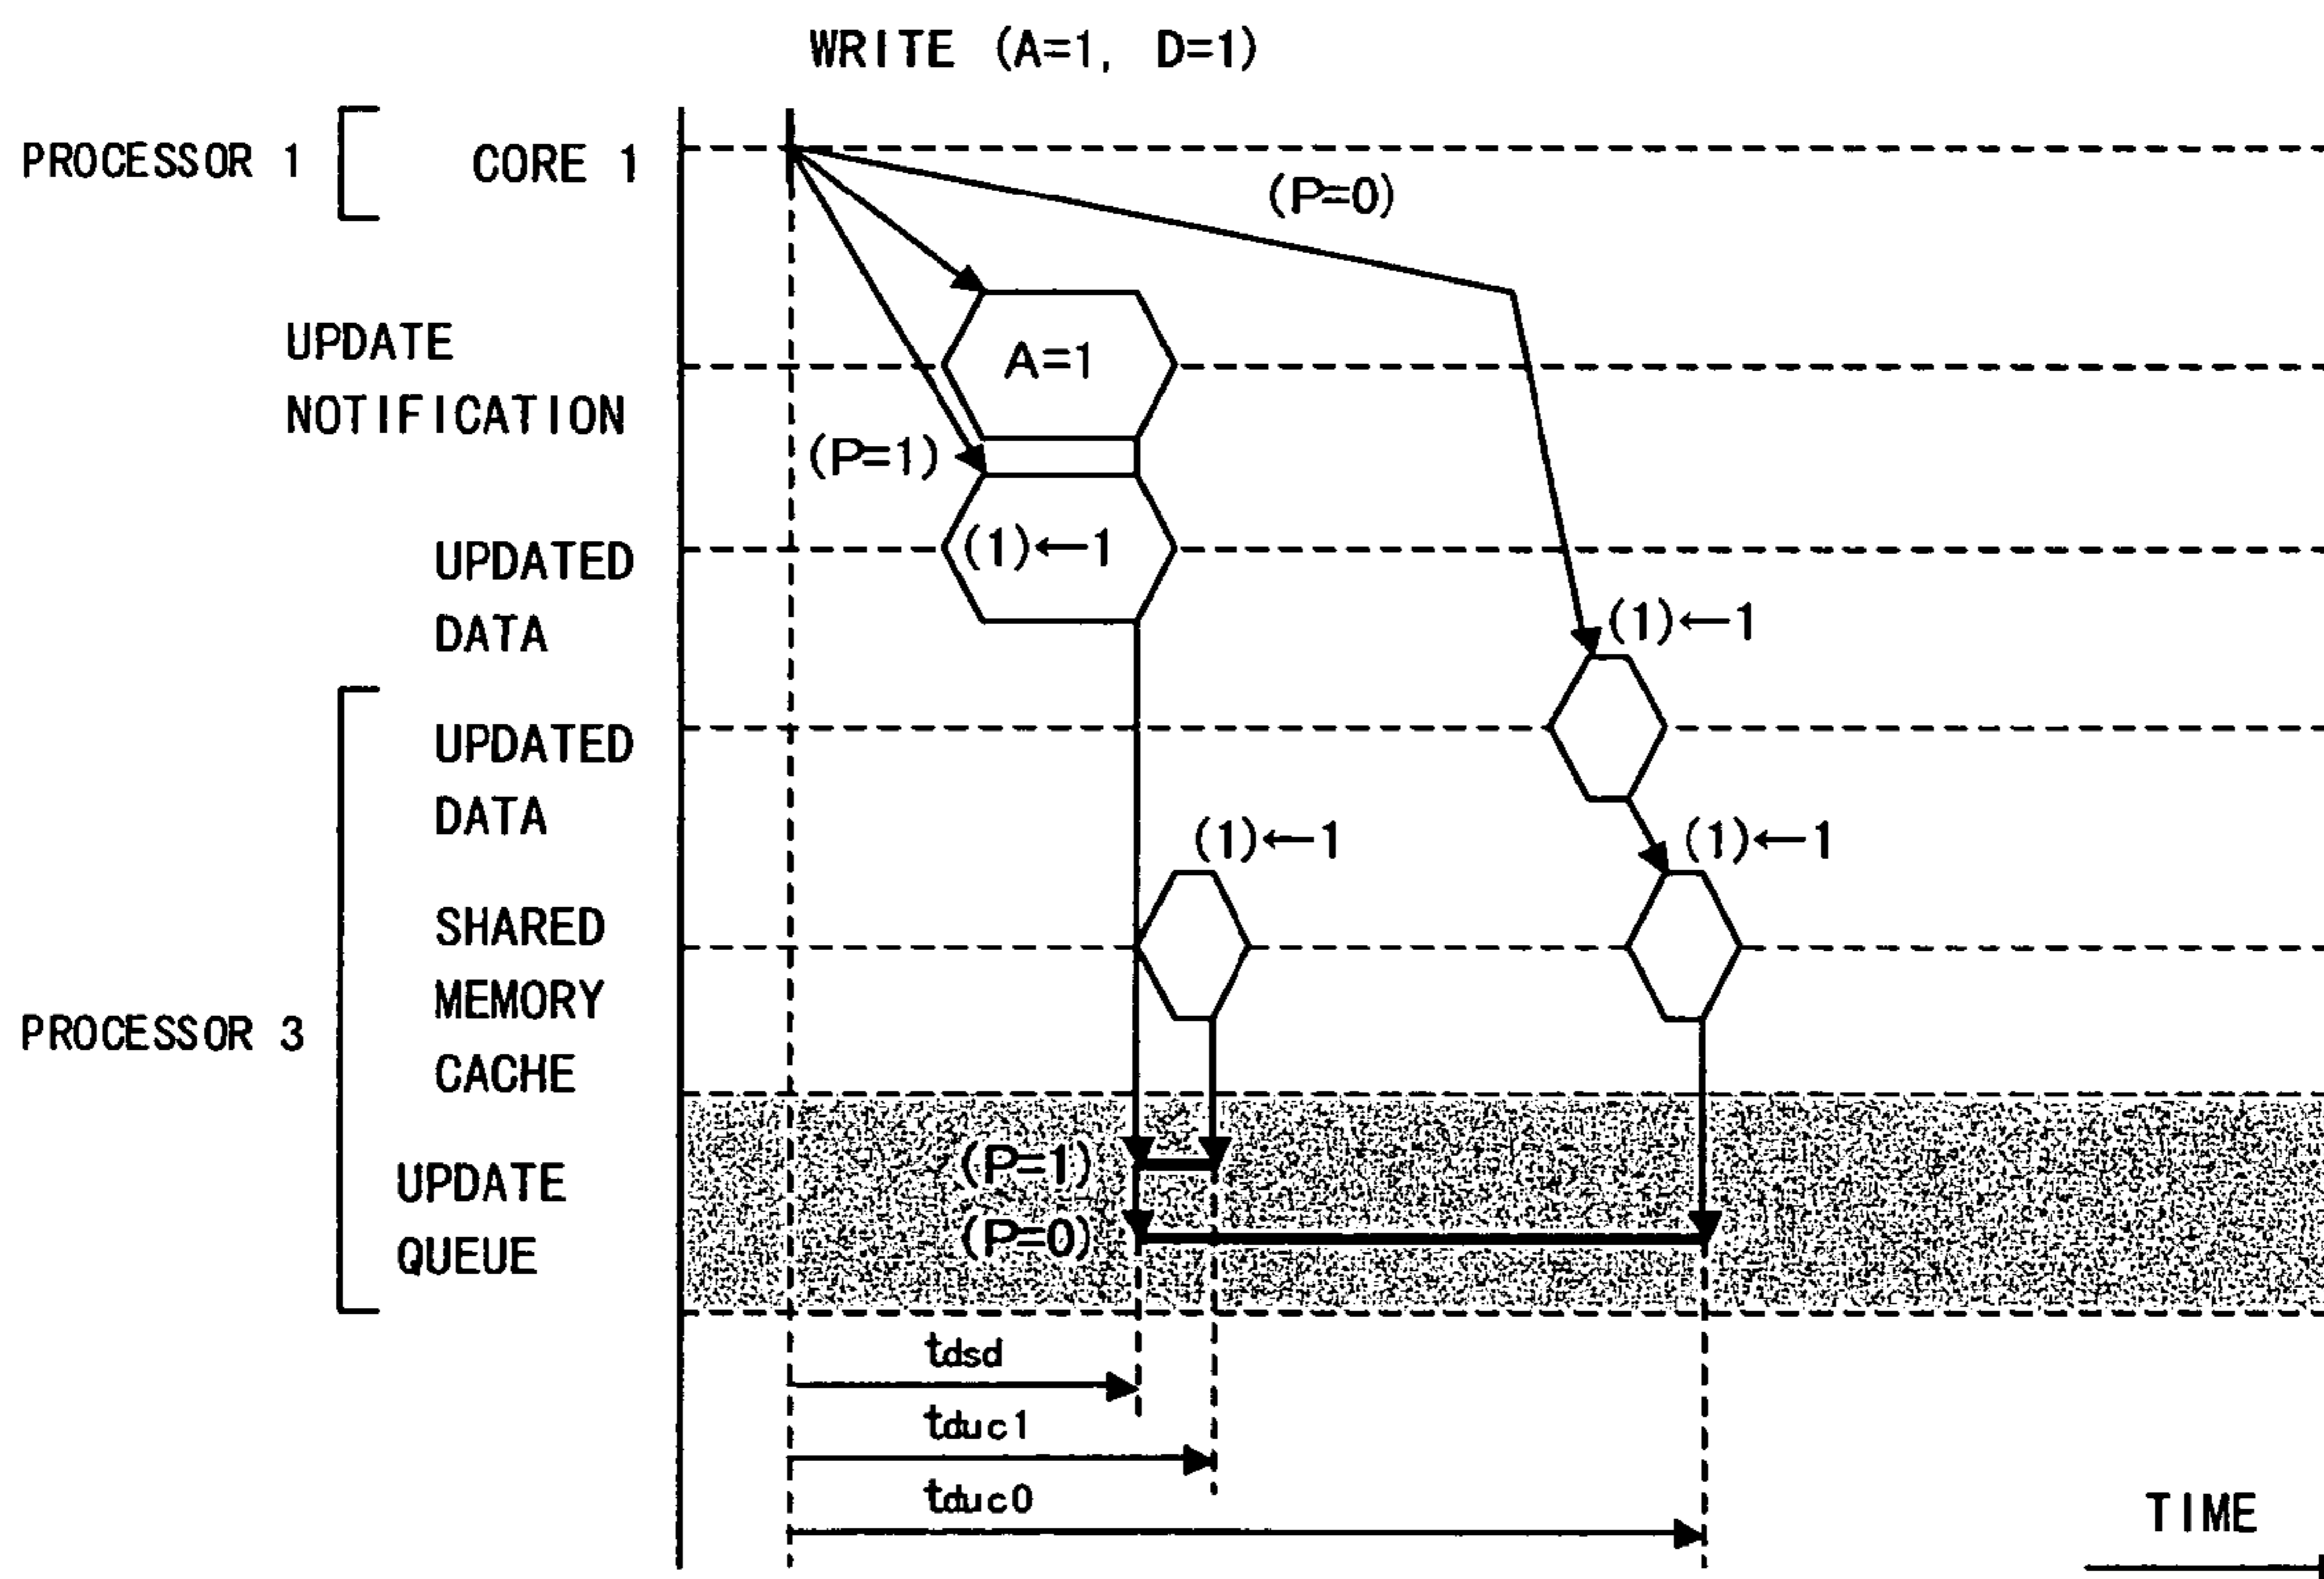 WRITE (A=1, D=1)
PROCESSOR 1
CORE 1
(P=0)
UPDATE
NOTIFICATION
A=1
(P=1)
UPDATED
DATA
(1)←1
(1)←1
UPDATED
DATA
(1)←1
(1)←1
SHARED
MEMORY
CACHE
PROCESSOR 3
UPDATE
QUEUE
(P=1)
(P=0)
tdsd
tduc1
tduc0
TIME